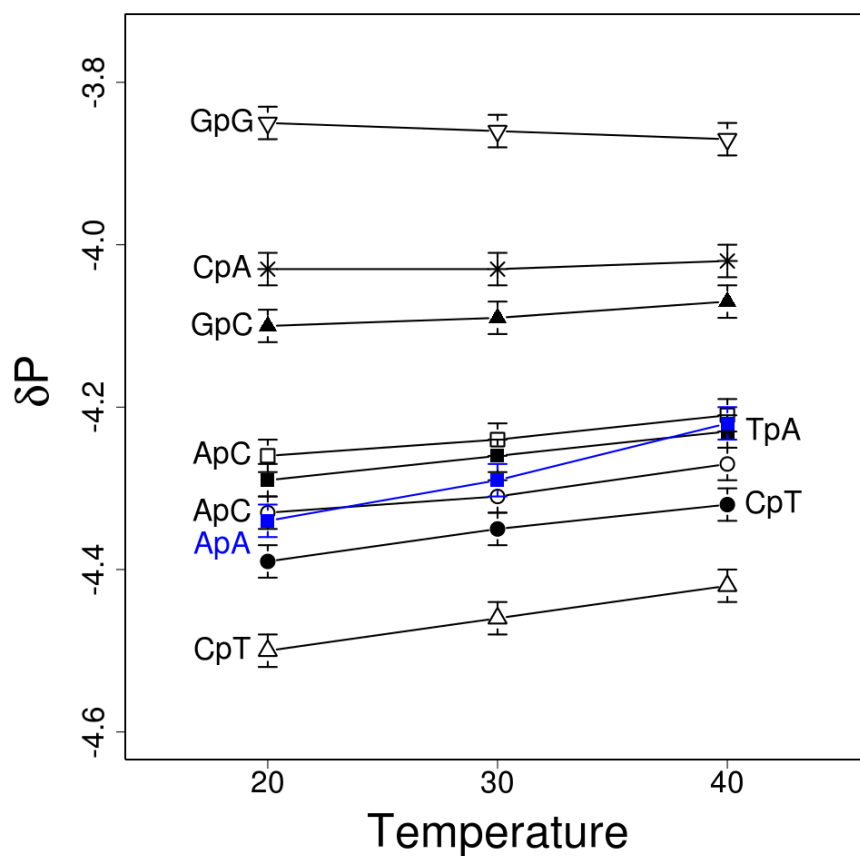 -3.8
GpG
-4.0
CpA
GpC
δP
-4.2
ApC
TpA
ApC
CpT
ApA
-4.4
CpT
-4.6
20 30 40
Temperature